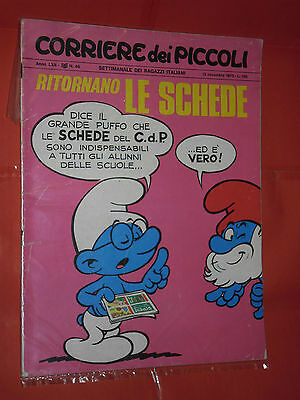 CORRIERE dei PICCOLI
SETTIMANALE DEI RAGAZZI ITALIANI
RITORNANO LE SCHEDE
DICE IL
GRANDE PUFFO CHE
LE SCHEDE DEL C.d.P.
SONO INDISPENSABILI
A TUTTI GLI ALUNNI
DELLE SCUOLE...
...ED E'
VERO!